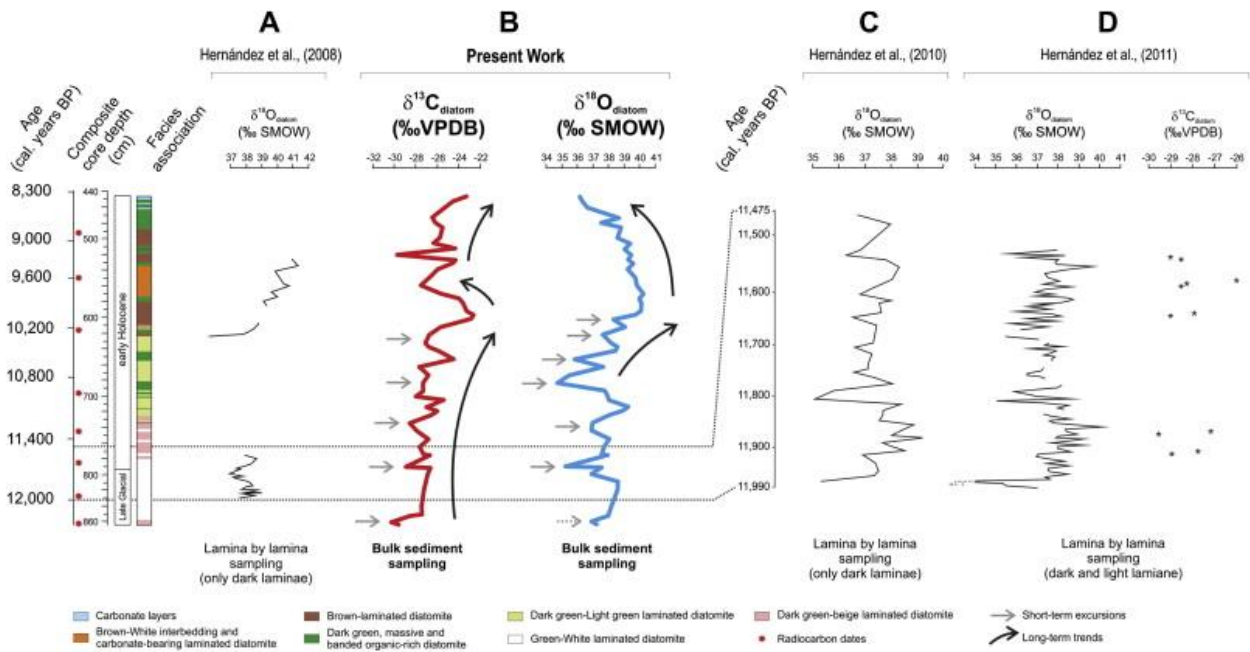 A
B
C
D
Hernández et al., (2008)
Present Work
Hernández et al., (2010)
Hernández et al., (2011)
Age
(cal. years BP)
Composite
core depth
(cm)
Facies
association
δ18Odiatom
(‰ SMOW)
δ13Cdiatom
(‰VPDB)
δ18Odiatom
(‰ SMOW)
Age
(cal. years BP)
δ18Odiatom
(‰ SMOW)
δ18Odiatom
(‰ SMOW)
δ13Cdiatom
(‰VPDB)
37 38 39 40 41 42
-32 -30 -28 -26 -24 -22
34 35 36 37 38 39 40 41
35 36 37 38 39 40
35 36 37 38 39 40 41
-29 -28 -27 -26
8,300
9,000
9,600
10,200
10,800
11,400
12,000
440
500
600
700
800
860
early Holocene
Late Glacial
11,475
11,500
11,600
11,700
11,800
11,900
11,990
Lamina by lamina
sampling
(only dark laminae)
Bulk sediment
sampling
Bulk sediment
sampling
Lamina by lamina
sampling
(only dark laminae)
Lamina by lamina
sampling
(dark and light lamiane)
Carbonate layers
Brown-White interbedding and
carbonate-bearing laminated diatomite
Brown-laminated diatomite
Dark green, massive and
banded organic-rich diatomite
Dark green-Light green laminated diatomite
Green-White laminated diatomite
Dark green-beige laminated diatomite
Radiocarbon dates
Short-term excursions
Long-term trends